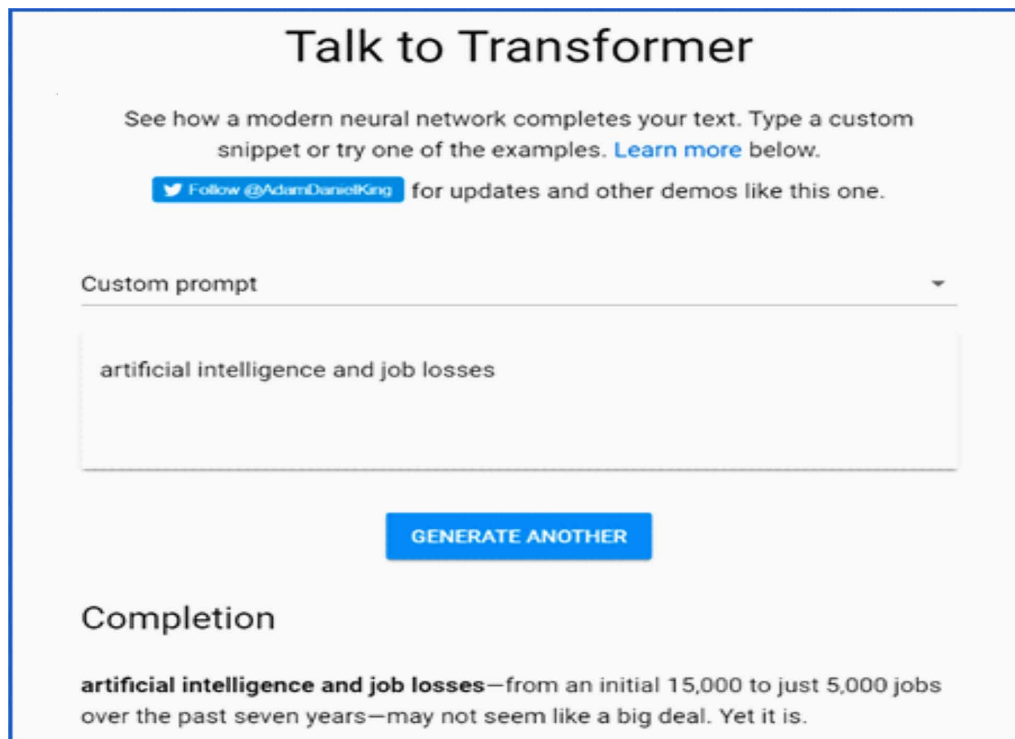 Talk to Transformer
See how a modern neural network completes your text. Type a custom
snippet or try one of the examples. Learn more below.
Follow @AdamDanielKing for updates and other demos like this one.
Custom prompt
artificial intelligence and job losses
GENERATE ANOTHER
Completion
artificial intelligence and job losses—from an initial 15,000 to just 5,000 jobs
over the past seven years—may not seem like a big deal. Yet it is.